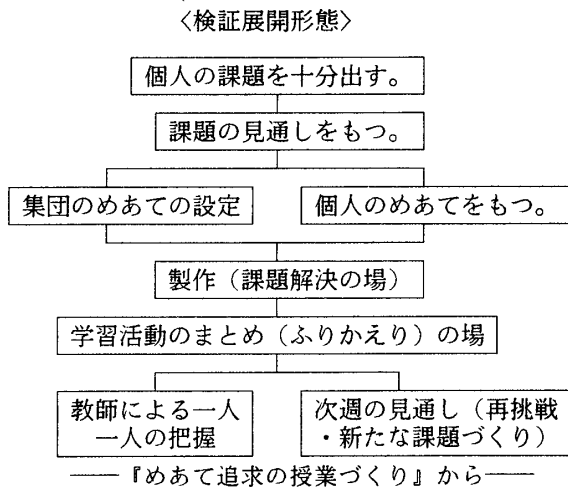 〈検証展開形態〉
個人の課題を十分出す。
課題の見通しをもつ。
集団のめあての設定
個人のめあてをもつ。
製作（課題解決の場）
学習活動のまとめ（ふりかえり）の場
教師による一人
一人の把握
次週の見通し（再挑戦
・新たな課題づくり）
――『めあて追求の授業づくり』から――